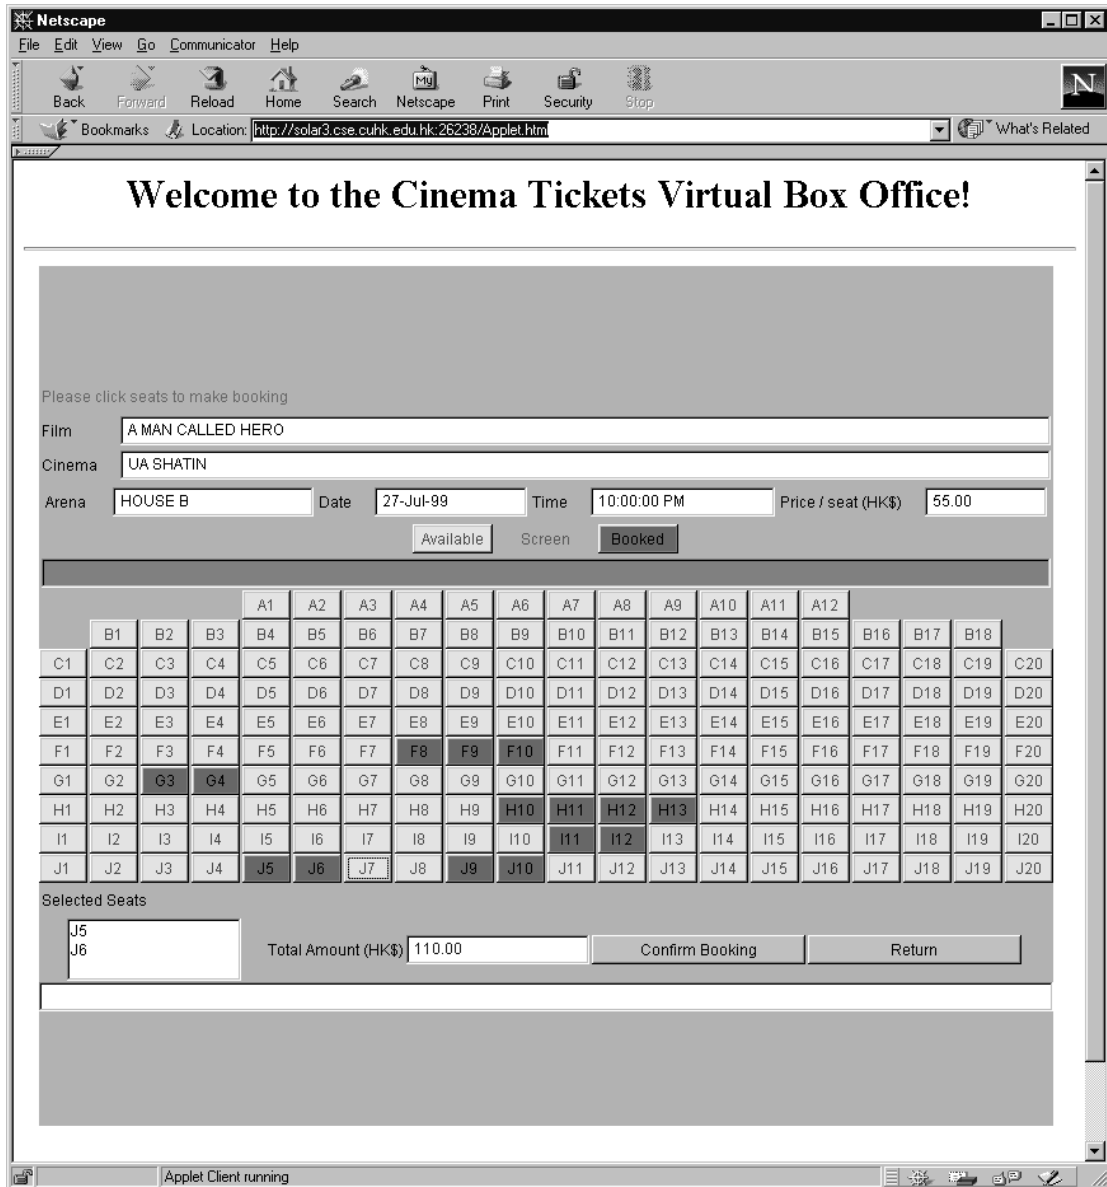 Netscape
File Edit View Go Communicator Help
My
N
Back Forward Reload Home Search Netscape Print Security Stop
Bookmarks Location: http://solar3.cse.cuhk.edu.hk:26238/Applet.html What's Related
Welcome to the Cinema Tickets Virtual Box Office!
Please click seats to make booking
Film A MAN CALLED HERO
Cinema UA SHATIN
Arena HOUSE B Date 27-Jul-99 Time 10:00:00 PM Price / seat (HK$) 55.00
Available Screen Booked
A1 A2 A3 A4 A5 A6 A7 A8 A9 A10 A11 A12
B1 B2 B3 B4 B5 B6 B7 B8 B9 B10 B11 B12 B13 B14 B15 B16 B17 B18
C1 C2 C3 C4 C5 C6 C7 C8 C9 C10 C11 C12 C13 C14 C15 C16 C17 C18 C19 C20
D1 D2 D3 D4 D5 D6 D7 D8 D9 D10 D11 D12 D13 D14 D15 D16 D17 D18 D19 D20
E1 E2 E3 E4 E5 E6 E7 E8 E9 E10 E11 E12 E13 E14 E15 E16 E17 E18 E19 E20
F1 F2 F3 F4 F5 F6 F7 F8 F9 F10 F11 F12 F13 F14 F15 F16 F17 F18 F19 F20
G1 G2 G3 G4 G5 G6 G7 G8 G9 G10 G11 G12 G13 G14 G15 G16 G17 G18 G19 G20
H1 H2 H3 H4 H5 H6 H7 H8 H9 H10 H11 H12 H13 H14 H15 H16 H17 H18 H19 H20
I1 I2 I3 I4 I5 I6 I7 I8 I9 I10 I11 I12 I13 I14 I15 I16 I17 I18 I19 I20
J1 J2 J3 J4 J5 J6 J7 J8 J9 J10 J11 J12 J13 J14 J15 J16 J17 J18 J19 J20
Selected Seats
J5
J6
Total Amount (HK$) 110.00 Confirm Booking Return
Applet Client running